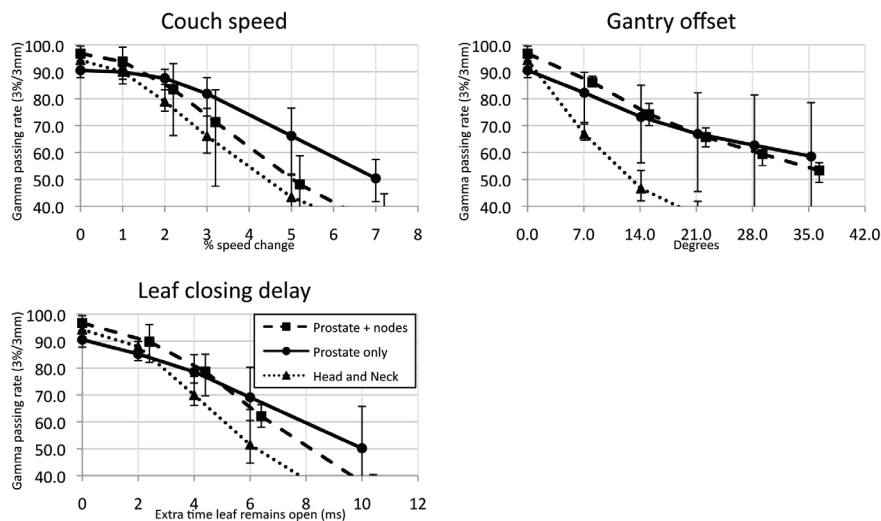 Couch speed
Gamma passing rate (3%/3mm)
100.0
90.0
80.0
70.0
60.0
50.0
40.0
0 1 2 3 4 5 6 7 8
% speed change
Gantry offset
Gamma passing rate (3%/3mm)
100.0
90.0
80.0
70.0
60.0
50.0
40.0
0.0 7.0 14.0 21.0 28.0 35.0 42.0
Degrees
Leaf closing delay
Gamma passing rate (3%/3mm)
100.0
90.0
80.0
70.0
60.0
50.0
40.0
0 2 4 6 8 10 12
Extra time leaf remains open (ms)
Prostate + nodes
Prostate only
Head and Neck